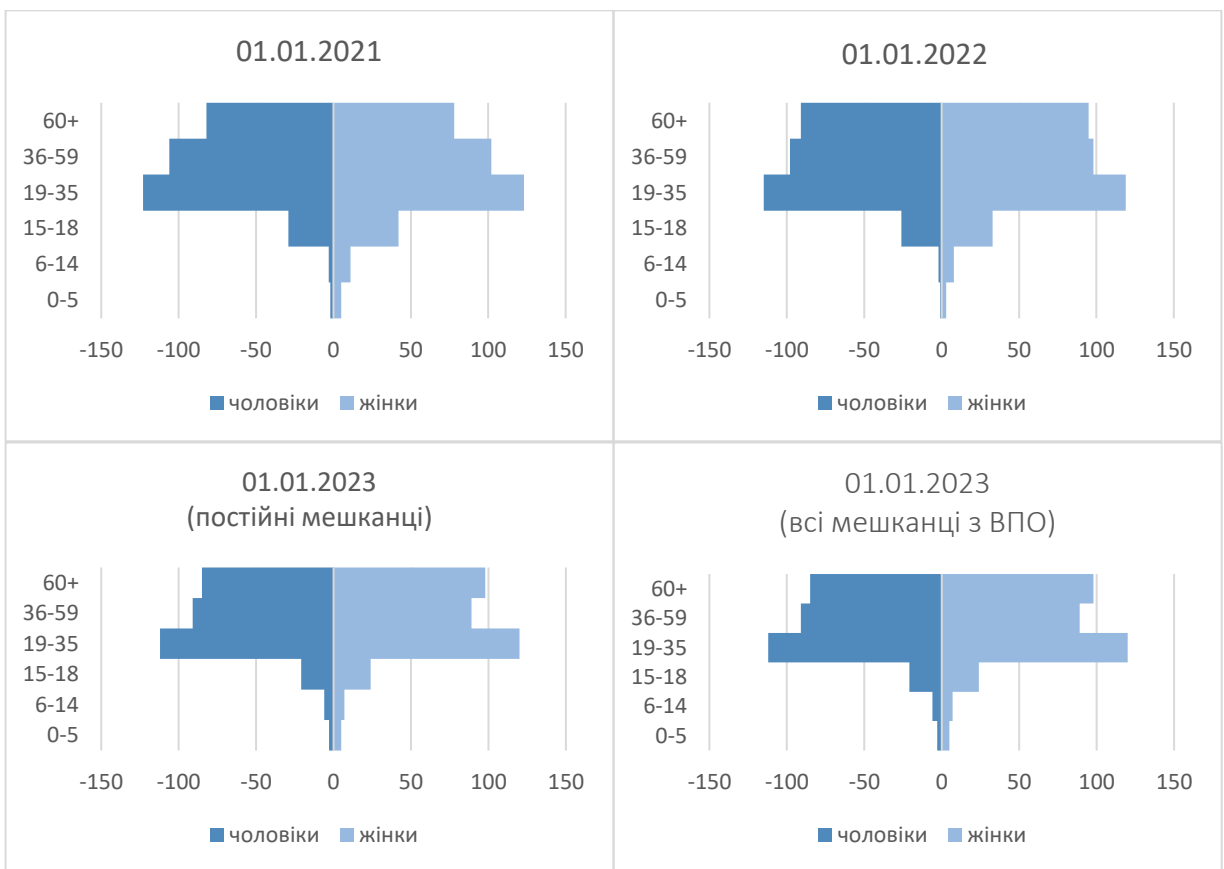 01.01.2021
60+
36-59
19-35
15-18
6-14
0-5
-150 -100 -50 0 50 100 150
чоловіки жінки
01.01.2022
60+
36-59
19-35
15-18
6-14
0-5
-150 -100 -50 0 50 100 150
чоловіки жінки
01.01.2023
(постійні мешканці)
60+
36-59
19-35
15-18
6-14
0-5
-150 -100 -50 0 50 100 150
чоловіки жінки
01.01.2023
(всі мешканці з ВПО)
60+
36-59
19-35
15-18
6-14
0-5
-150 -100 -50 0 50 100 150
чоловіки жінки